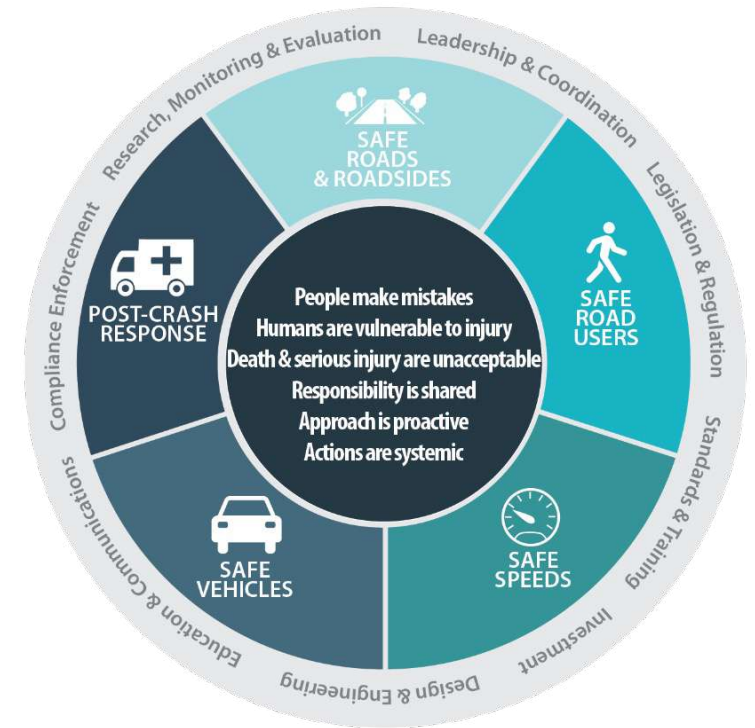 Research, Monitoring & Evaluation
Leadership & Coordination
Legislation & Regulation
Standards & Training
Investment
Design & Engineering
Education & Communications
Compliance Enforcement
SAFE
ROADS
& ROADSIDES
SAFE
ROAD
USERS
SAFE
SPEEDS
SAFE
VEHICLES
POST-CRASH
RESPONSE
People make mistakes
Humans are vulnerable to injury
Death & serious injury are unacceptable
Responsibility is shared
Approach is proactive
Actions are systemic